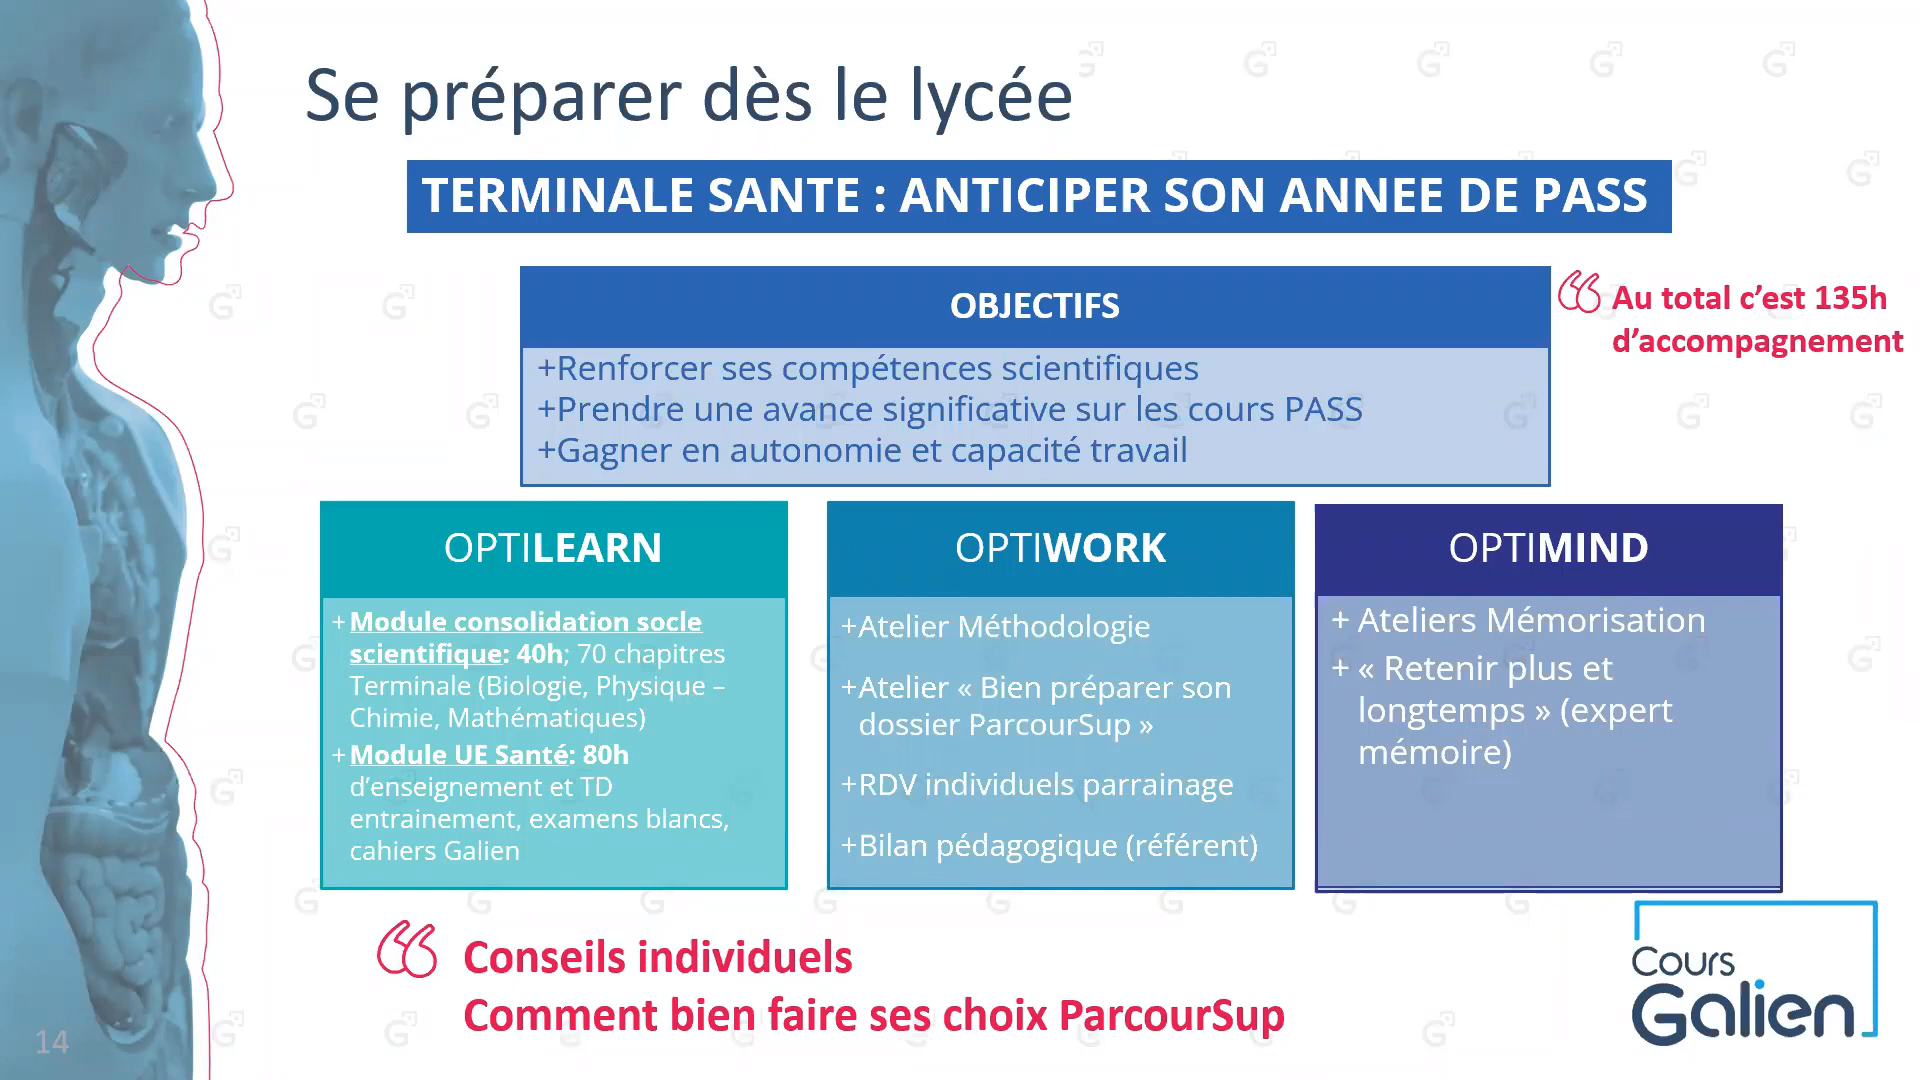 Se préparer dès le lycée
TERMINALE SANTE : ANTICIPER SON ANNEE DE PASS
OBJECTIFS
+Renforcer ses compétences scientifiques
+Prendre une avance significative sur les cours PASS
+Gagner en autonomie et capacité travail
Au total c’est 135h
d’accompagnement
OPTILEARN
+ Module consolidation socle
scientifique: 40h; 70 chapitres
Terminale (Biologie, Physique –
Chimie, Mathématiques)
+ Module UE Santé: 80h
d’enseignement et TD
entrainement, examens blancs,
cahiers Galien
OPTIWORK
+Atelier Méthodologie
+Atelier « Bien préparer son
dossier ParcourSup »
+RDV individuels parrainage
+Bilan pédagogique (référent)
OPTIMIND
+ Ateliers Mémorisation
+ « Retenir plus et
longtemps » (expert
mémoire)
Conseils individuels
Comment bien faire ses choix ParcourSup
Cours
Galien
14